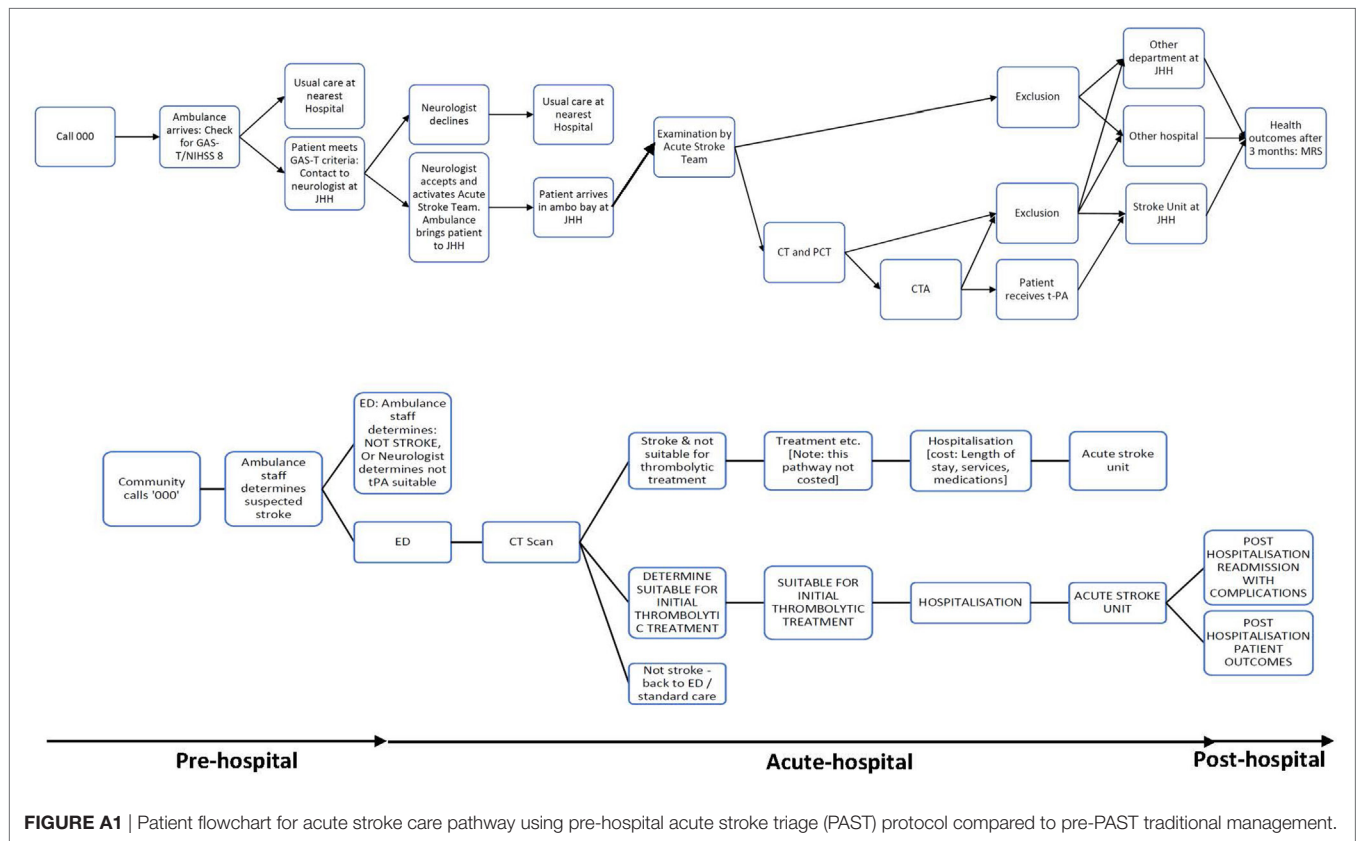 Call 000
Ambulance
arrives: Check
for GAS-
T/NIHSS 8
Usual care at
nearest
Hospital
Patient meets
GAS-T criteria:
Contact to
neurologist at
JHH
Neurologist
declines
Usual care at
nearest
Hospital
Neurologist
accepts and
activates Acute
Stroke Team.
Ambulance
brings patient
to JHH
Patient arrives
in ambo bay at
JHH
Examination by
Acute Stroke
Team
Exclusion
CT and PCT
CTA
Exclusion
Patient
receives t-PA
Other
department at
JHH
Other hospital
Stroke Unit at
JHH
Health
outcomes after
3 months: MRS
Community
calls '000'
Ambulance
staff
determines
suspected
stroke
ED: Ambulance
staff
determines:
NOT STROKE,
Or Neurologist
determines not
tPA suitable
ED
CT Scan
Stroke & not
suitable for
thrombolytic
treatment
Treatment etc.
[Note: this
pathway not
costed]
Hospitalisation
[cost: Length of
stay, services,
medications]
Acute stroke
unit
DETERMINE
SUITABLE FOR
INITIAL
THROMBOLYTI
C TREATMENT
SUITABLE FOR
INITIAL
THROMBOLYTIC
TREATMENT
HOSPITALISATION
ACUTE STROKE
UNIT
POST
HOSPITALISATION
READMISSION
WITH
COMPLICATIONS
POST
HOSPITALISATION
PATIENT
OUTCOMES
Not stroke -
back to ED /
standard care
Pre-hospital
Acute-hospital
Post-hospital
FIGURE A1 | Patient flowchart for acute stroke care pathway using pre-hospital acute stroke triage (PAST) protocol compared to pre-PAST traditional management.